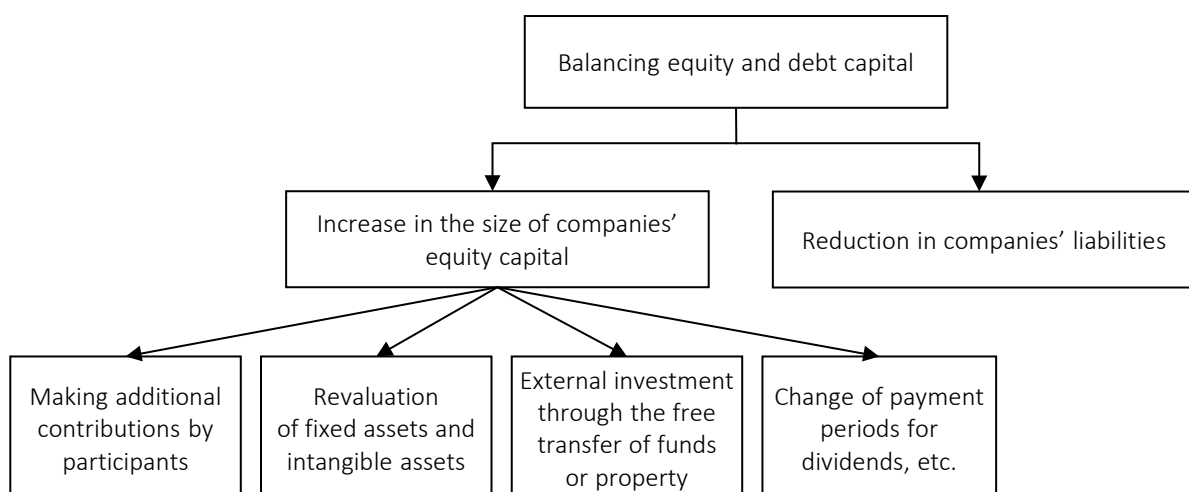 Balancing equity and debt capital
Increase in the size of companies’
equity capital
Reduction in companies’ liabilities
Making additional
contributions by
participants
Revaluation
of fixed assets and
intangible assets
External investment
through the free
transfer of funds
or property
Change of payment
periods for
dividends, etc.